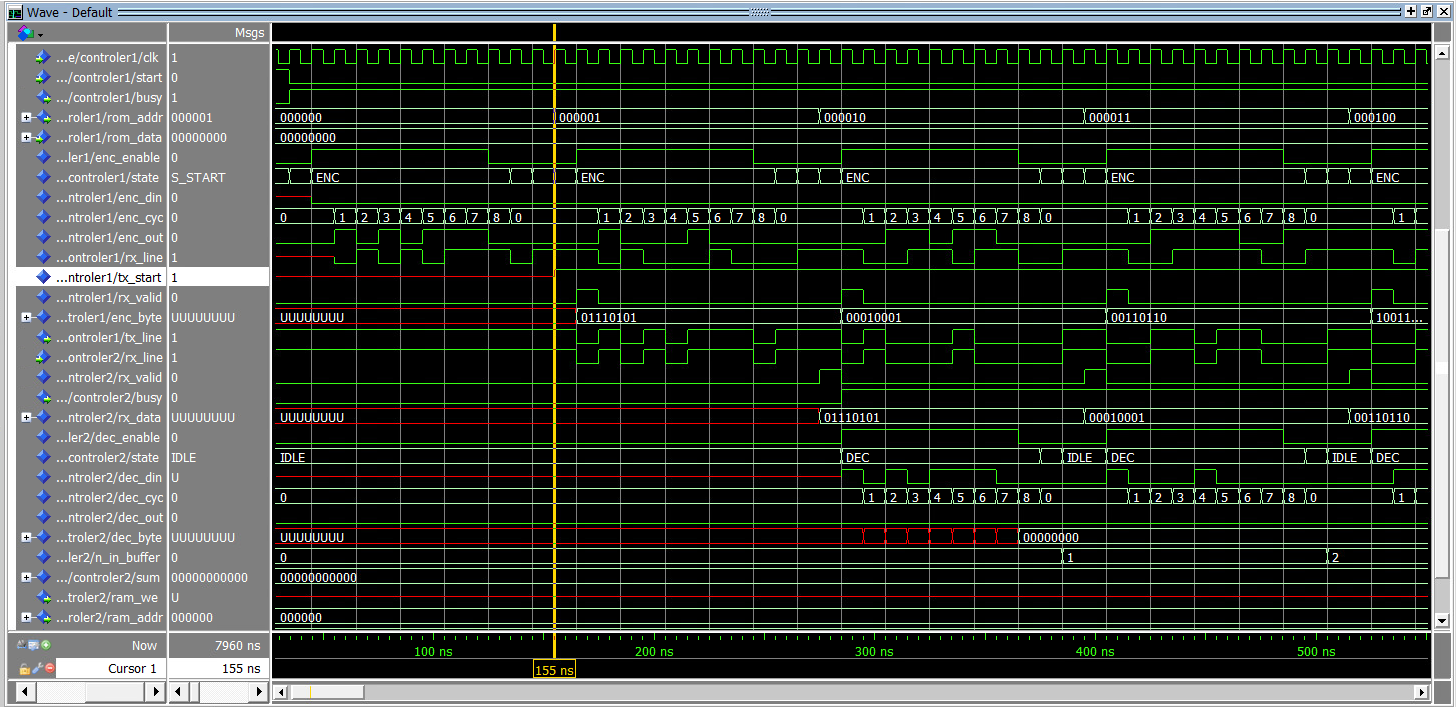 Wave - Default
Msgs
...e/controler1/clk 1
.../controler1/start 0
.../controler1/busy 1
...roler1/rom_addr 000001 000000 000001 000010 000011 000100
...roler1/rom_data 00000000 00000000
...ler1/enc_enable 0
...controler1/state S_START ENC ENC ENC ENC ENC
...ntroler1/enc_din 0
...ntroler1/enc_cyc 0 0 1 2 3 4 5 6 7 8 0 1 2 3 4 5 6 7 8 0 1 2 3 4 5 6 7 8 0 1 2 3 4 5 6 7 8 0 1
...ntroler1/enc_out 0
...ontroler1/rx_line 1
...ntroler1/tx_start 1
...ntroler1/rx_valid 0
...troler1/enc_byte UUUUUUUU UUUUUUUU 01110101 00010001 00110110 10011...
...ontroler1/tx_line 1
...ontroler2/rx_line 1
...ntroler2/rx_valid 0
.../controler2/busy 0
...ntroler2/rx_data UUUUUUUU UUUUUUUU 01110101 00010001 00110110
...ler2/dec_enable 0
...controler2/state IDLE IDLE DEC IDLE DEC IDLE DEC
...ntroler2/dec_din U
...ntroler2/dec_cyc 0 0 1 2 3 4 5 6 7 8 0 1 2 3 4 5 6 7 8 0 1
...ntroler2/dec_out 0
...troler2/dec_byte UUUUUUUU UUUUUUUU 00000000
...ler2/n_in_buffer 0 0 1 2
.../controler2/sum 00000000000 00000000000
...troler2/ram_we U
...roler2/ram_addr 000000 000000
Now 7960 ns 100 ns 200 ns 300 ns 400 ns 500 ns
Cursor 1 155 ns 155 ns